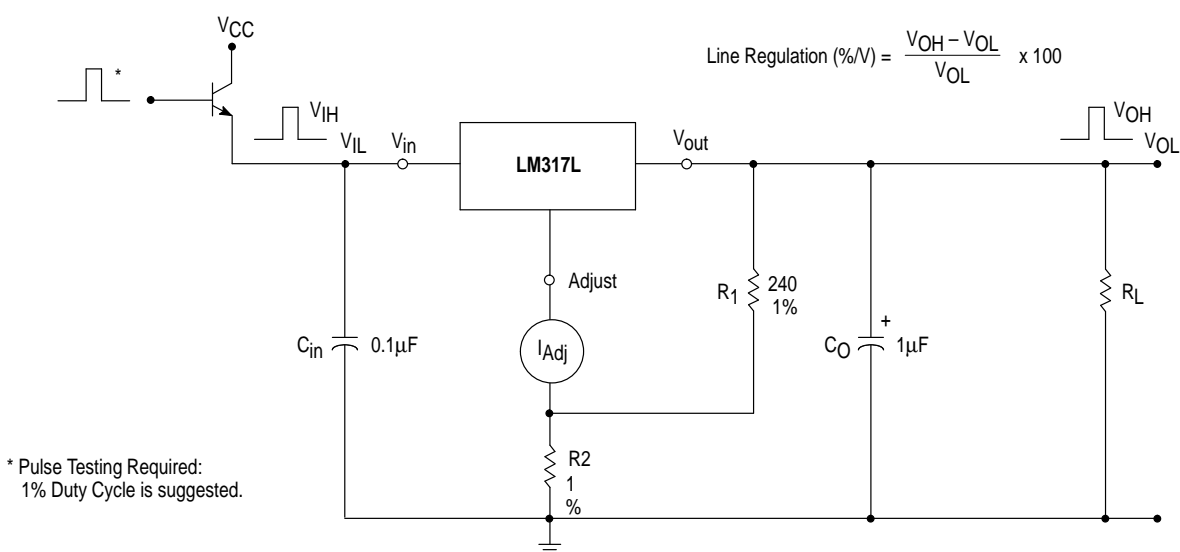 VCC
*
VIH
VIL
Vin
LM317L
Vout
Line Regulation (%/V) = VOH – VOL
VOL
x 100
VOH
VOL
Adjust
R1
240
1%
RL
Cin
0.1µF
IAdj
CO
+
1µF
R2
1
%
* Pulse Testing Required:
1% Duty Cycle is suggested.